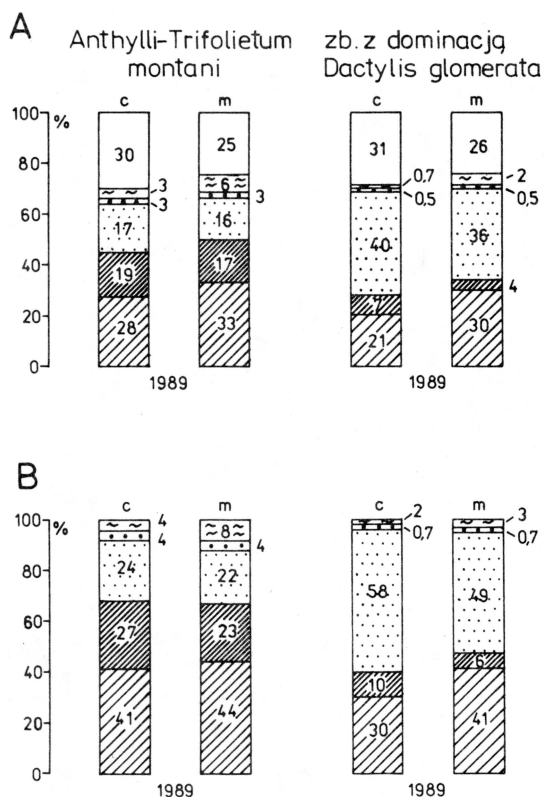 A
Anthylli-Trifolietum
montani
zb. z dominacją
Dactylis glomerata
c m c m
100 %
80
60
40
20
0
30 3 3 17 19 28
25 6 3 16 17 33
31 0,7 0,5 40 7 21
26 2 0,5 36 4 30
1989 1989
B
c m c m
100 %
80
60
40
20
0
4 4 24 27 41
8 4 22 23 44
2 0,7 58 10 30
3 0,7 49 6 41
1989 1989